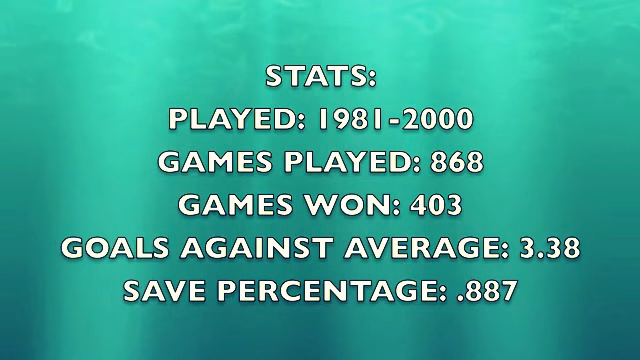 STATS:
PLAYED: 1981-2000
GAMES PLAYED: 868
GAMES WON: 403
GOALS AGAINST AVERAGE: 3.38
SAVE PERCENTAGE: .887